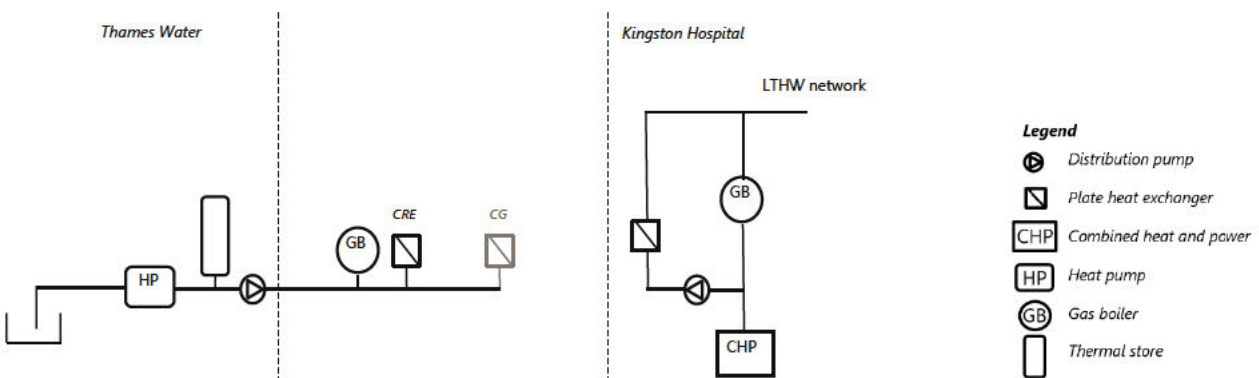 Thames Water
Kingston Hospital
LTHW network
GB
CRE
CG
GB
HP
CHP
Legend
Distribution pump
Plate heat exchanger
CHP Combined heat and power
HP Heat pump
GB Gas boiler
Thermal store